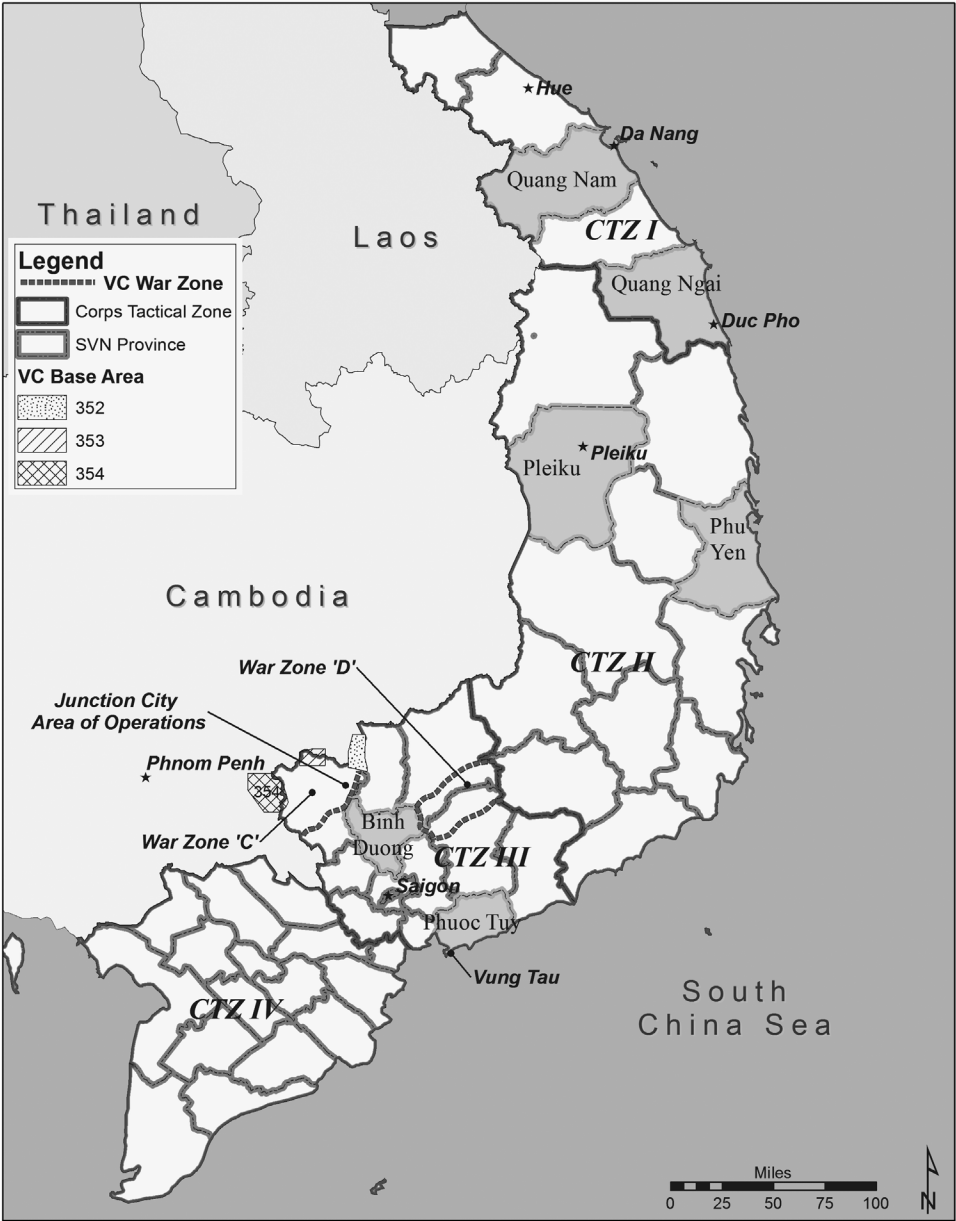 Hue
Da Nang
Quang Nam
Thailand
CTZ I
Laos
Legend
VC War Zone
Corps Tactical Zone
SVN Province
VC Base Area
352
353
354
Quang Ngai
Duc Pho
Pleiku
Pleiku
Phu
Yen
Cambodia
War Zone 'D'
CTZ II
Junction City
Area of Operations
Phnom Penh
354
War Zone 'C'
Binh
Duong
CTZ III
Saigon
Phuoc Tuy
Vung Tau
CTZ IV
South
China Sea
Miles
0 25 50 75 100
N